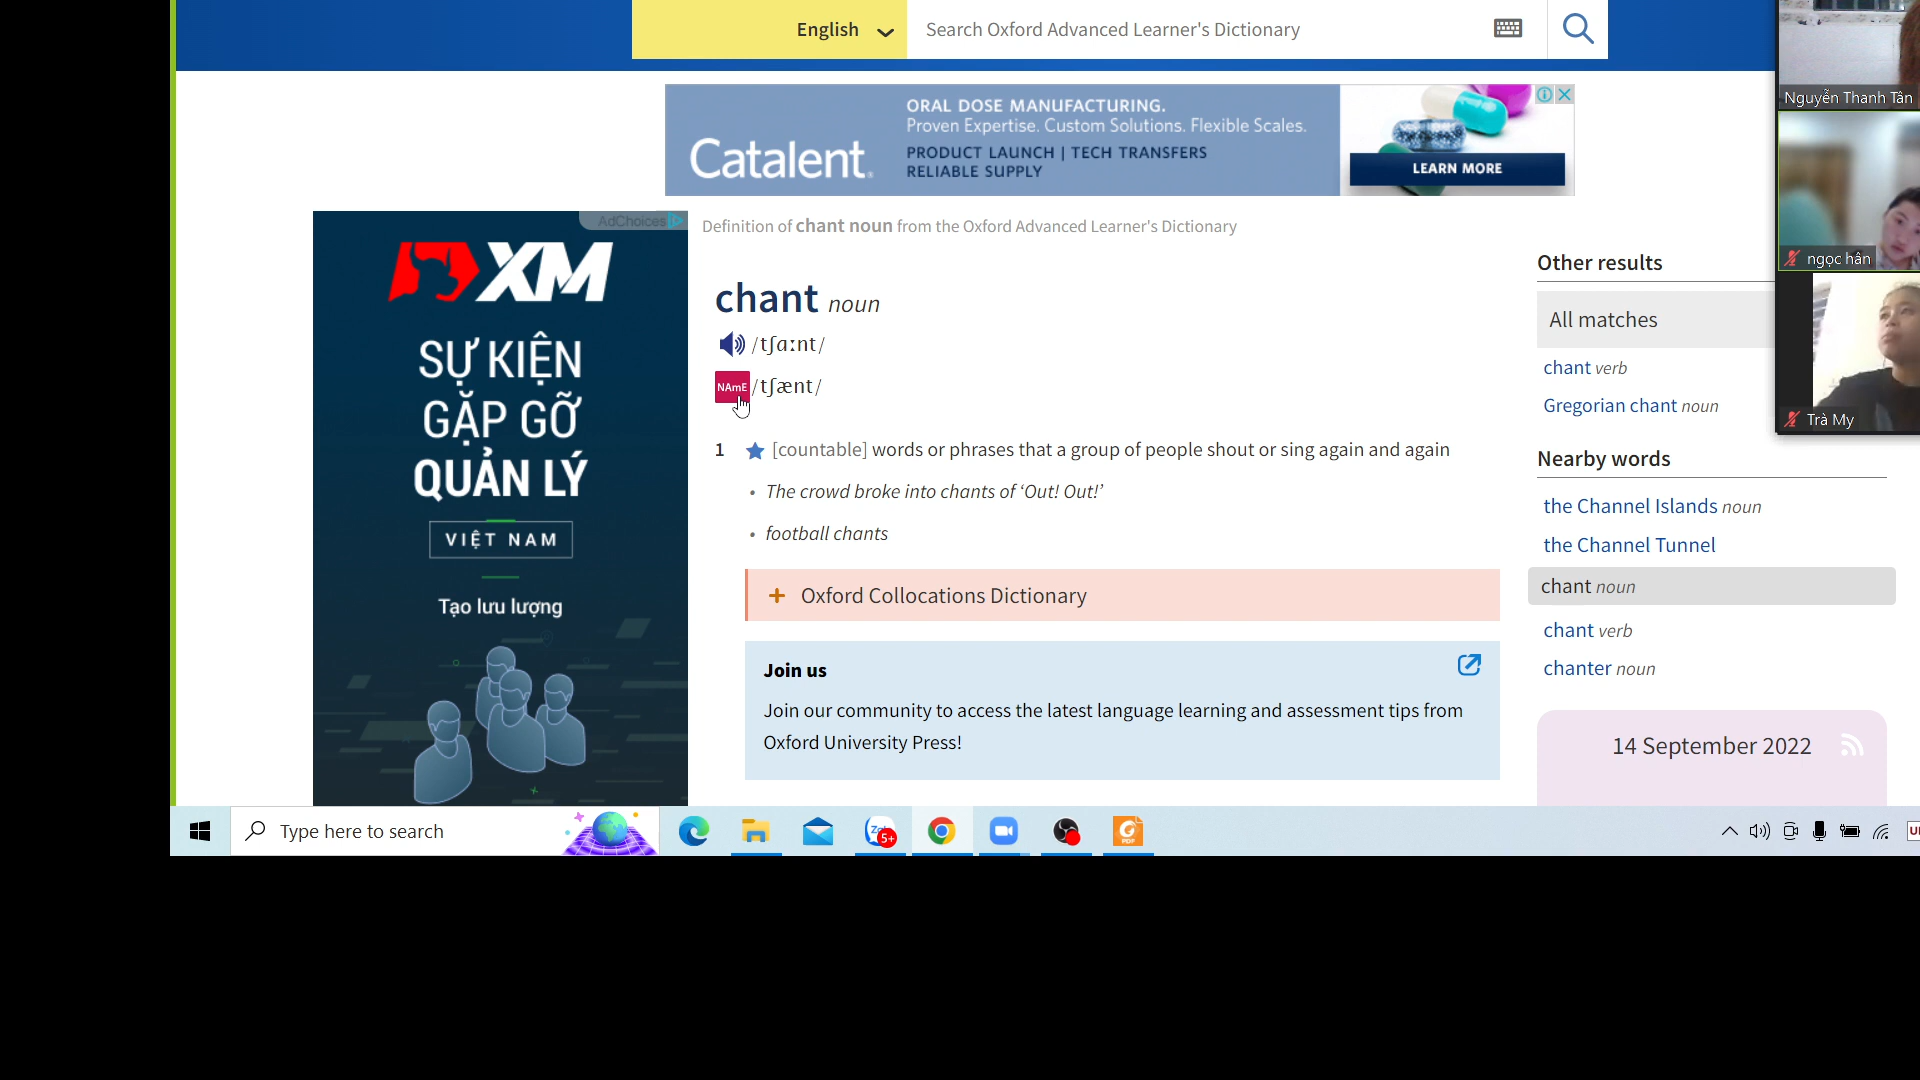 English
Search Oxford Advanced Learner's Dictionary
ORAL DOSE MANUFACTURING.
Proven Expertise. Custom Solutions. Flexible Scales.
Catalent.
PRODUCT LAUNCH | TECH TRANSFERS
RELIABLE SUPPLY
LEARN MORE
Nguyễn Thanh Tân
AdChoices
XM
SỰ KIỆN
GẶP GỠ
QUẢN LÝ
VIỆT NAM
Tạo lưu lượng
Definition of chant noun from the Oxford Advanced Learner's Dictionary
chant noun
/tʃɑːnt/
NAmE /tʃænt/
1 [countable] words or phrases that a group of people shout or sing again and again
• The crowd broke into chants of ‘Out! Out!’
• football chants
+ Oxford Collocations Dictionary
Join us
Join our community to access the latest language learning and assessment tips from
Oxford University Press!
Other results
All matches
chant verb
Gregorian chant noun
Nearby words
the Channel Islands noun
the Channel Tunnel
chant noun
chant verb
chanter noun
14 September 2022
ngọc hân
Trà My
Type here to search
5+
PDF